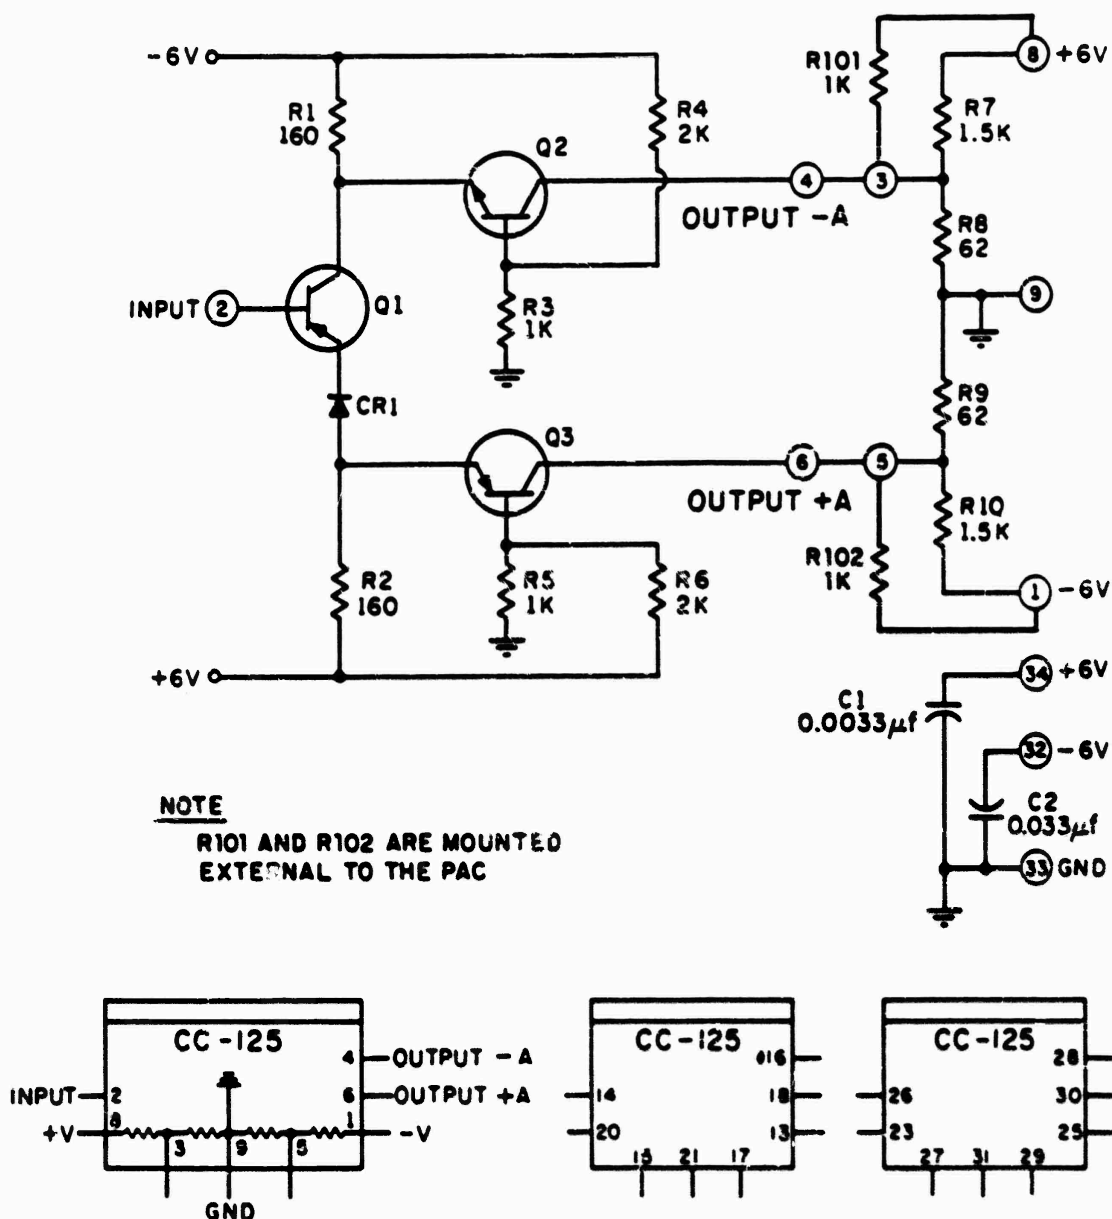 -6V
R1
160
Q2
R4
2K
R101
1K
8
+6V
R7
1.5K
4
3
OUTPUT -A
R8
62
9
INPUT
2
Q1
R3
1K
CR1
Q3
R9
62
6
5
OUTPUT +A
R10
1.5K
R102
1K
1
-6V
R2
160
R5
1K
R6
2K
+6V
34
+6V
C1
0.0033μf
32
-6V
C2
0.033μf
33
GND
NOTE
R101 AND R102 ARE MOUNTED
EXTERNAL TO THE PAC
CC-125
4
OUTPUT -A
INPUT
2
6
OUTPUT +A
+V
8
3
9
5
1
-V
GND
CC-125
16
14
18
20
13
15
21
17
CC-125
28
26
30
23
25
27
31
29